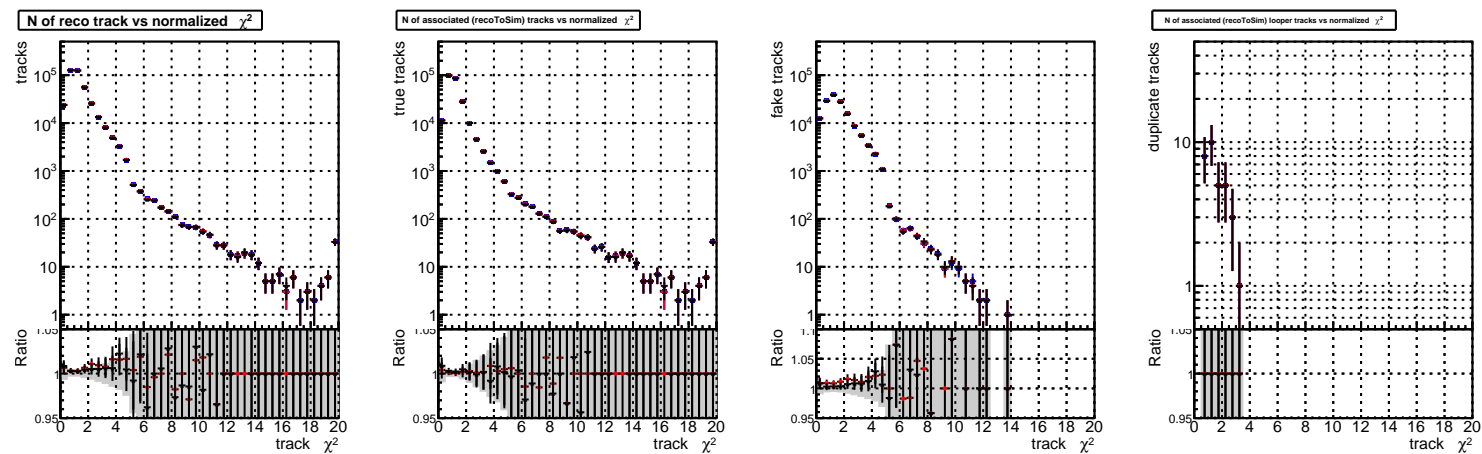 N of reco track vs normalized χ²
tracks
10⁵
10⁴
10³
10²
10
1
Ratio
1.05
1
0.95
0 2 4 6 8 10 12 14 16 18 20
track χ²
N of associated (recoToSim) tracks vs normalized χ²
true tracks
10⁵
10⁴
10³
10²
10
1
Ratio
1.05
1
0.95
0 2 4 6 8 10 12 14 16 18 20
track χ²
fake tracks
10⁵
10⁴
10³
10²
10
1
Ratio
1.1
1.05
1
0.95
0 2 4 6 8 10 12 14 16 18 20
track χ²
N of associated (recoToSim) looper tracks vs normalized χ²
duplicate tracks
10
1
Ratio
1.05
1
0.95
0 2 4 6 8 10 12 14 16 18 20
track χ²